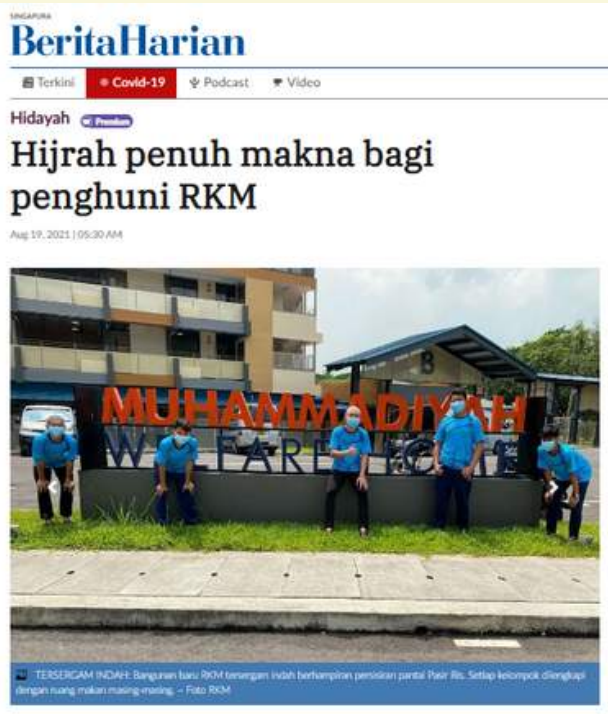 SINGAPURA
BeritaHarian
Terkini Covid-19 Podcast Video
Hidayah Premium
Hijrah penuh makna bagi
penghuni RKM
Aug 19, 2021 | 05:30 AM
B
MUHAMMADIYAH
WELFARE HOME
TERSERGAM INDAH: Bangunan baru RKM tersergam indah berhampiran persisiran pantai Pasir Ris. Setiap kelompok dilengkapi
dengan ruang makan masing-masing. – Foto RKM